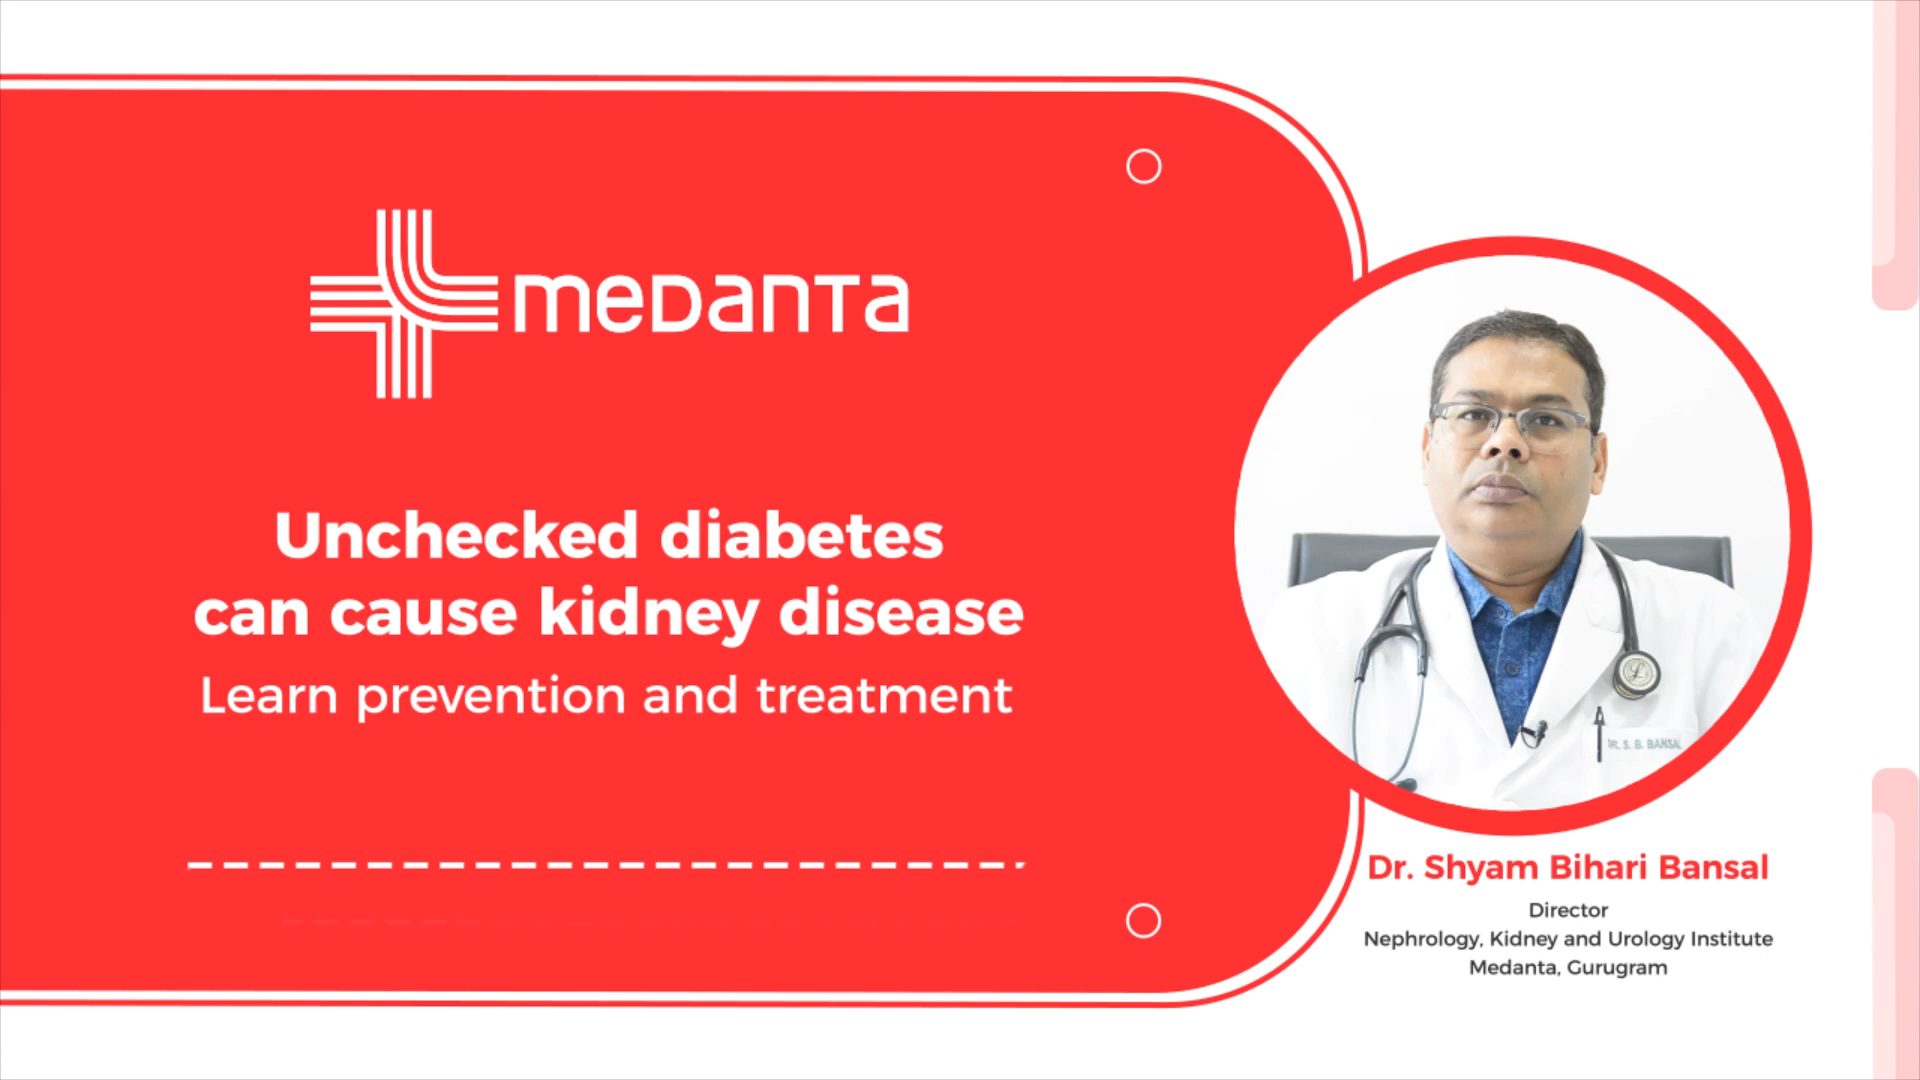 meDanTa
Unchecked diabetes
can cause kidney disease
Learn prevention and treatment
DR. S. B. BANSAL
Dr. Shyam Bihari Bansal
Director
Nephrology, Kidney and Urology Institute
Medanta, Gurugram